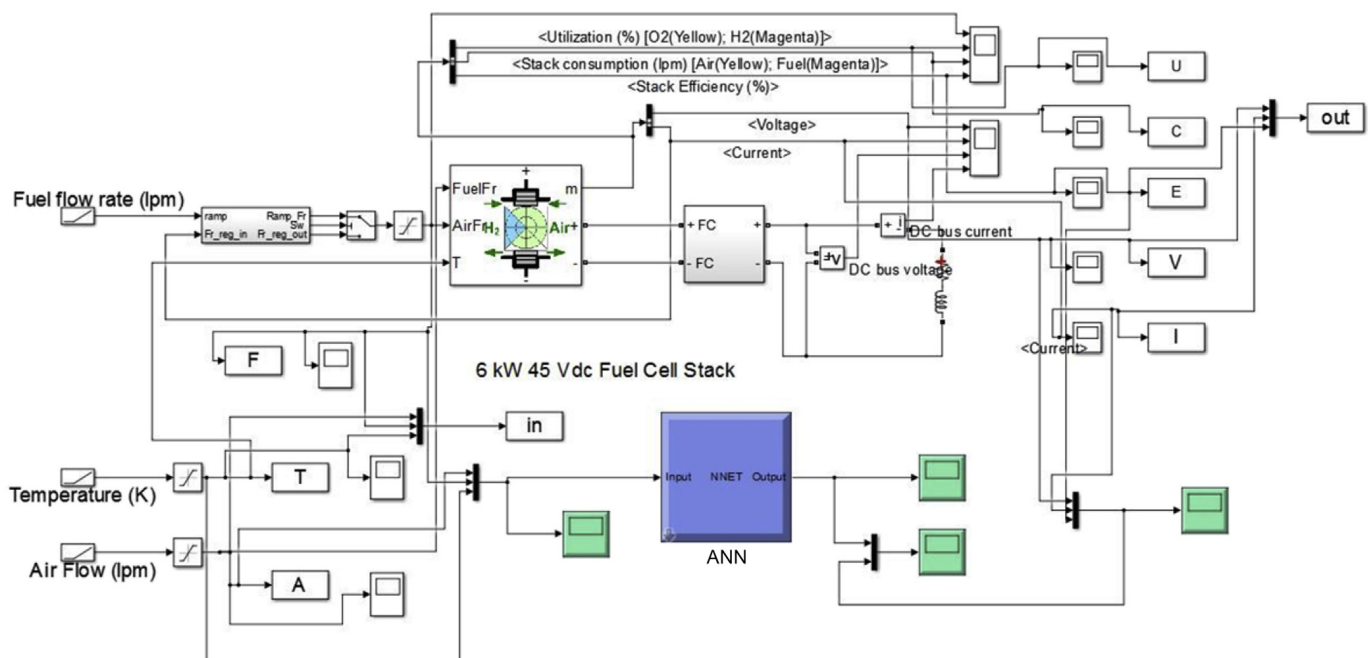 <Utilization (%) [O2(Yellow); H2(Magenta)]>
<Stack consumption (lpm) [Air(Yellow); Fuel(Magenta)]>
<Stack Efficiency (%)>
U
<Voltage>
C
out
<Current>
Fuel flow rate (lpm)
ramp
Fr_reg_in
Ramp_Fr
Sw
Fr_reg_out
FuelFr
AirFr
T
H2
Air
m
+
-
+
-
+ FC
- FC
+
-
+
-
i
+
-
V
DC bus current
DC bus voltage
E
V
<Current>
I
F
6 kW 45 Vdc Fuel Cell Stack
in
Temperature (K)
T
Input
NNET
Output
ANN
Air Flow (lpm)
A